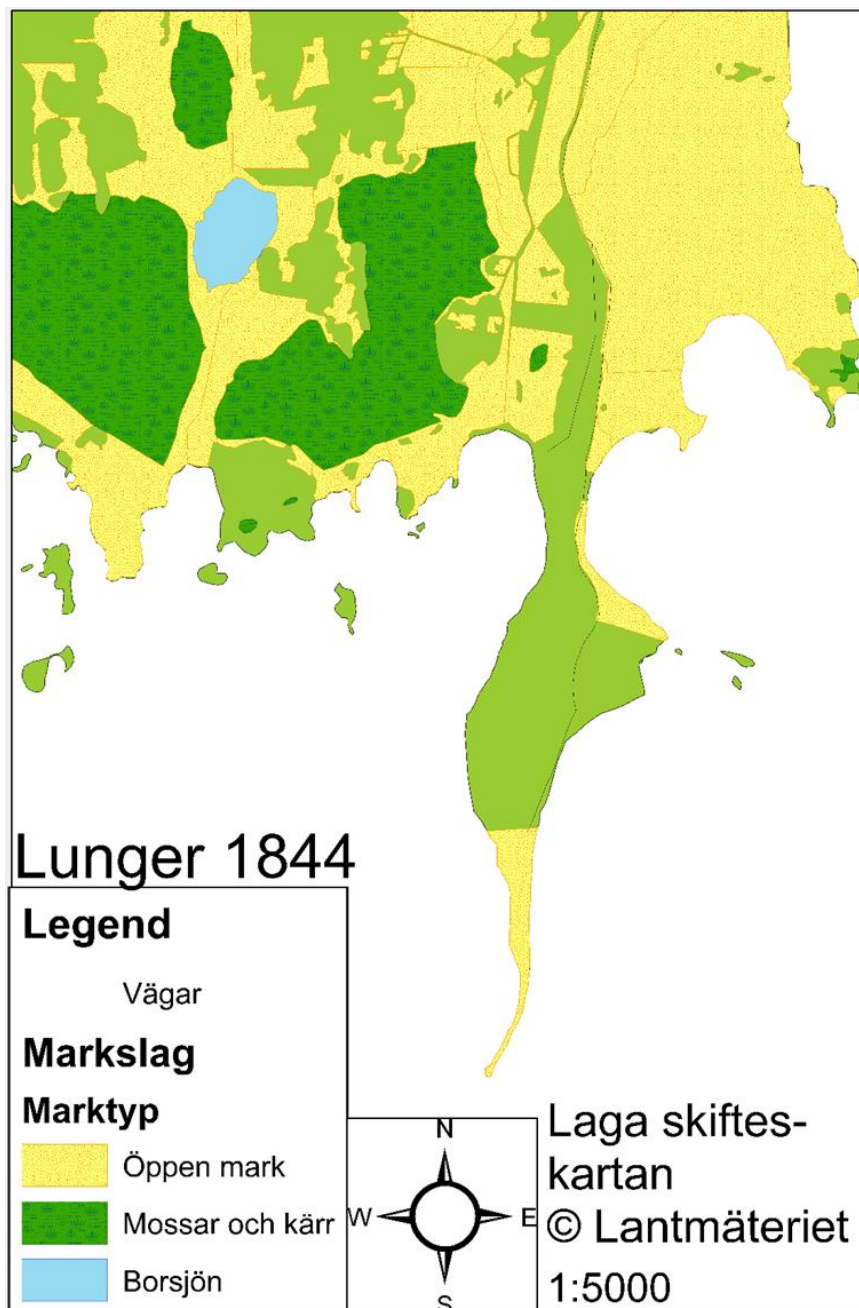 Lunger 1844
Legend
Vägar
Markslag
Marktyp
Öppen mark
Mossar och kärr
Borsjön
N
W
E
S
Laga skiftes-
kartan
© Lantmäteriet
1:5000